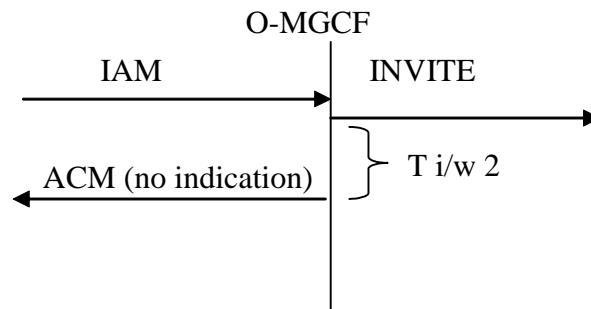 O-MGCF
IAM
INVITE
T i/w 2
ACM (no indication)